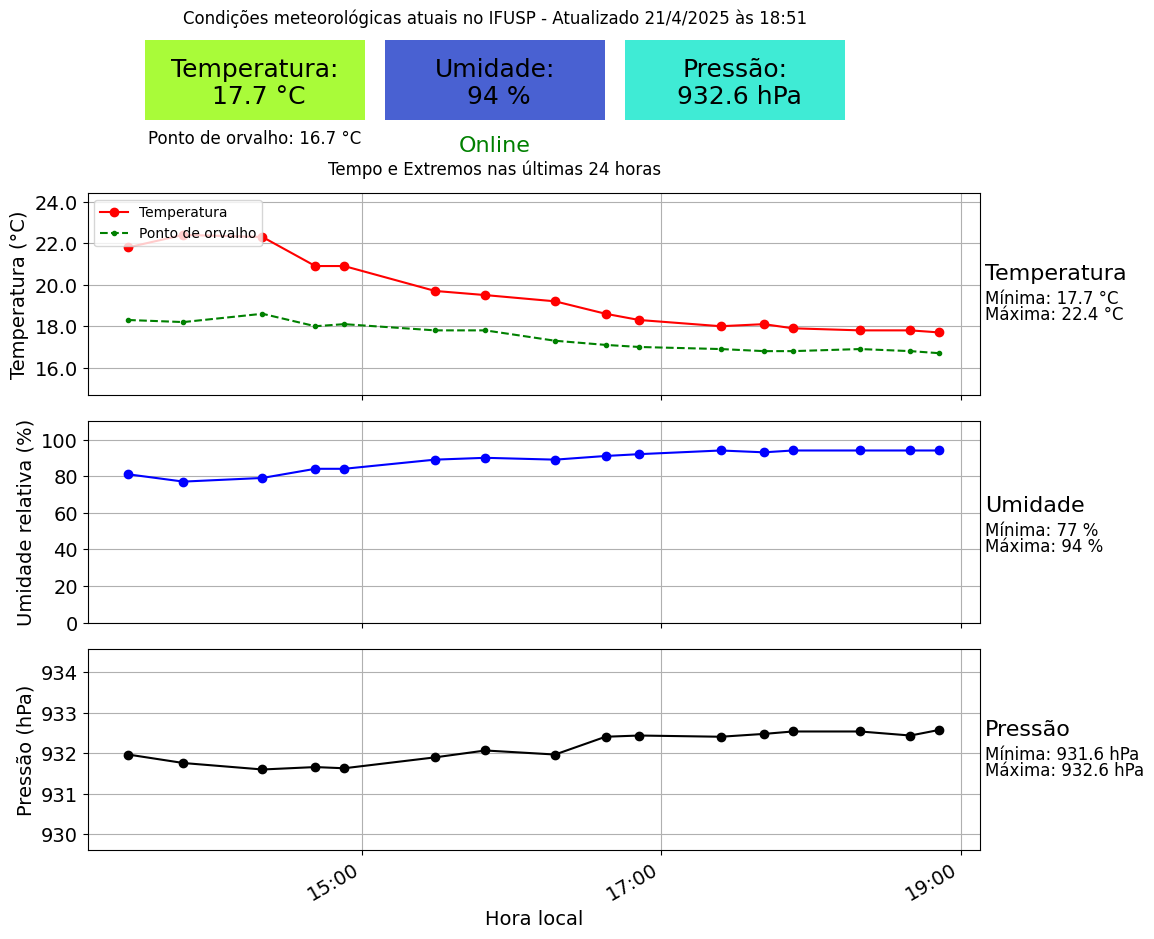 Condições meteorológicas atuais no IFUSP - Atualizado 21/4/2025 às 18:51
Temperatura:
17.7 °C
Umidade:
94 %
Pressão:
932.6 hPa
Ponto de orvalho: 16.7 °C
Online
Tempo e Extremos nas últimas 24 horas
Temperatura (°C)
24.0
22.0
20.0
18.0
16.0
Temperatura
Ponto de orvalho
Temperatura
Mínima: 17.7 °C
Máxima: 22.4 °C
Umidade relativa (%)
100
80
60
40
20
0
Umidade
Mínima: 77 %
Máxima: 94 %
Pressão (hPa)
934
933
932
931
930
Pressão
Mínima: 931.6 hPa
Máxima: 932.6 hPa
15:00
17:00
19:00
Hora local